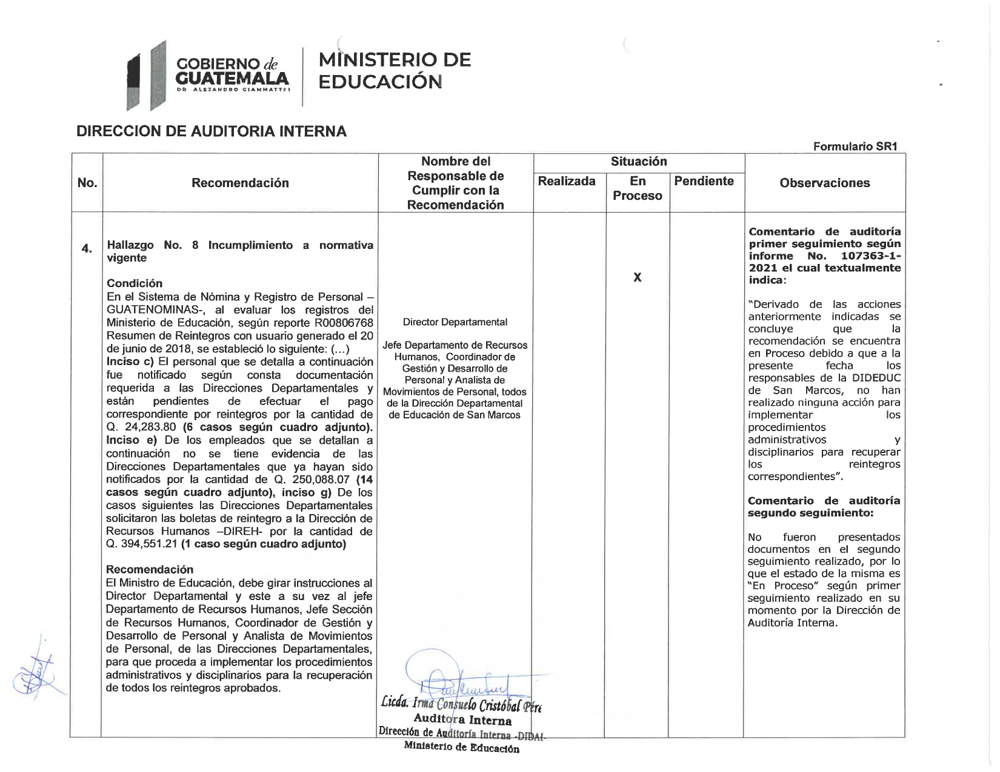 GOBIERNO de
GUATEMALA
DR. ALEJANDRO GIAMMATTEI
MINISTERIO DE
EDUCACIÓN
DIRECCION DE AUDITORIA INTERNA
Formulario SR1
No.
Recomendación
Nombre del
Responsable de
Cumplir con la
Recomendación
Situación
Realizada
En
Proceso
Pendiente
Observaciones
4.
Hallazgo No. 8 Incumplimiento a normativa
vigente
Condición
En el Sistema de Nómina y Registro de Personal –
GUATENOMINAS-, al evaluar los registros del
Ministerio de Educación, según reporte R00806768
Resumen de Reintegros con usuario generado el 20
de junio de 2018, se estableció lo siguiente: (...)
Inciso c) El personal que se detalla a continuación
fue notificado según consta documentación
requerida a las Direcciones Departamentales y
están pendientes de efectuar el pago
correspondiente por reintegros por la cantidad de
Q. 24,283.80 (6 casos según cuadro adjunto).
Inciso e) De los empleados que se detallan a
continuación no se tiene evidencia de las
Direcciones Departamentales que ya hayan sido
notificados por la cantidad de Q. 250,088.07 (14
casos según cuadro adjunto), inciso g) De los
casos siguientes las Direcciones Departamentales
solicitaron las boletas de reintegro a la Dirección de
Recursos Humanos –DIREH- por la cantidad de
Q. 394,551.21 (1 caso según cuadro adjunto)
Recomendación
El Ministro de Educación, debe girar instrucciones al
Director Departamental y este a su vez al jefe
Departamento de Recursos Humanos, Jefe Sección
de Recursos Humanos, Coordinador de Gestión y
Desarrollo de Personal y Analista de Movimientos
de Personal, de las Direcciones Departamentales,
para que proceda a implementar los procedimientos
administrativos y disciplinarios para la recuperación
de todos los reintegros aprobados.
Director Departamental
Jefe Departamento de Recursos
Humanos, Coordinador de
Gestión y Desarrollo de
Personal y Analista de
Movimientos de Personal, todos
de la Dirección Departamental
de Educación de San Marcos
X
Comentario de auditoría
primer seguimiento según
informe No. 107363-1-
2021 el cual textualmente
indica:
"Derivado de las acciones
anteriormente indicadas se
concluye que la
recomendación se encuentra
en Proceso debido a que a la
presente fecha los
responsables de la DIDEDUC
de San Marcos, no han
realizado ninguna acción para
implementar los
procedimientos
administrativos y
disciplinarios para recuperar
los reintegros
correspondientes".
Comentario de auditoría
segundo seguimiento:
No fueron presentados
documentos en el segundo
seguimiento realizado, por lo
que el estado de la misma es
"En Proceso" según primer
seguimiento realizado en su
momento por la Dirección de
Auditoría Interna.
Licda. Irma Consuelo Cristóbal
Auditora Interna
Dirección de Auditoría Interna -DIDAI-
Ministerio de Educación